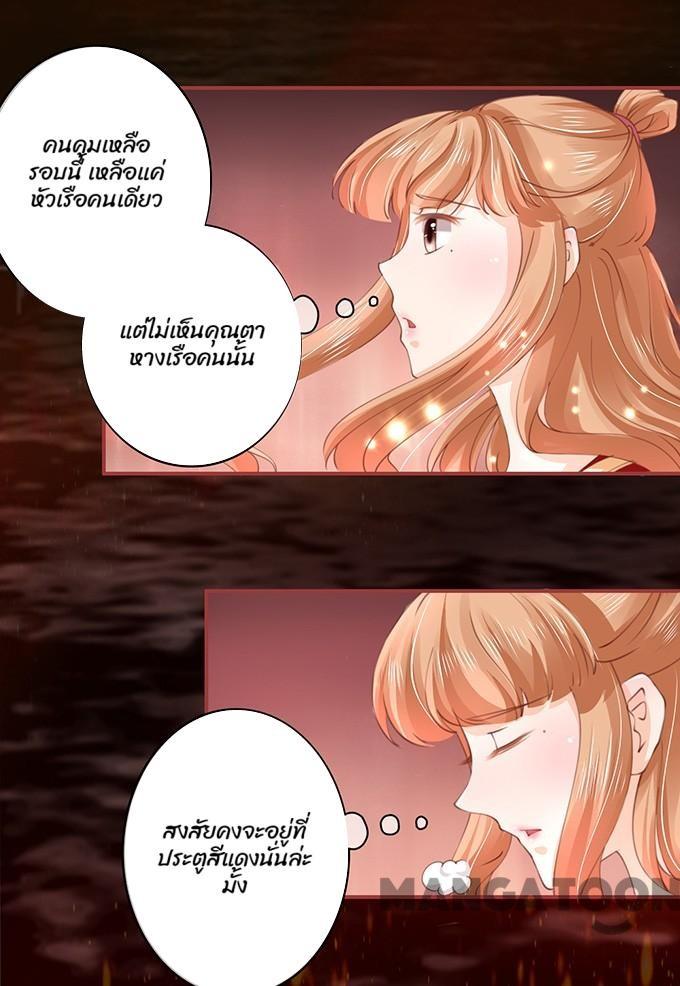 คนคุมเหลือ
รอบนี้ เหลือแค่
หัวเรือคนเดียว
แต่ไม่เห็นคุณตา
หางเรือคนนั้น
สงสัยคงจะอยู่ที่
ประตูสีแดงนั่นล่ะ
มั้ง
MANGATOON